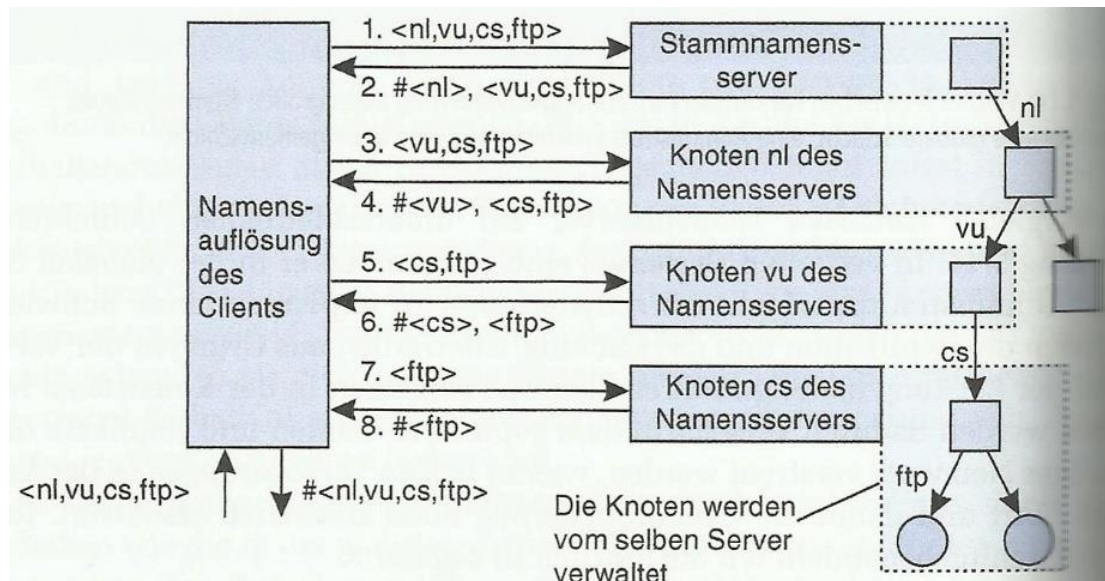 1. <nl,vu,cs,ftp>
Stammnamens-
server
2. #<nl>, <vu,cs,ftp>
nl
3. <vu,cs,ftp>
Knoten nl des
Namensservers
4. #<vu>, <cs,ftp>
Namens-
auflösung
des
Clients
vu
5. <cs,ftp>
Knoten vu des
Namensservers
6. #<cs>, <ftp>
cs
7. <ftp>
Knoten cs des
Namensservers
8. #<ftp>
<nl,vu,cs,ftp>
#<nl,vu,cs,ftp>
ftp
Die Knoten werden
vom selben Server
verwaltet